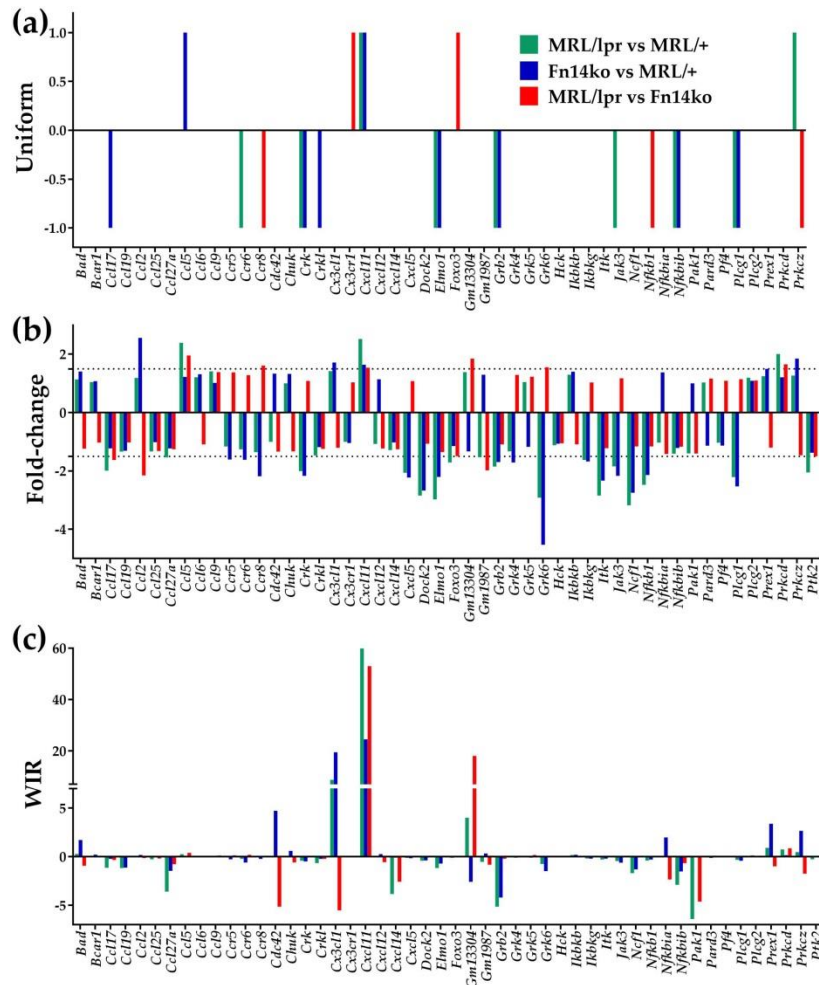 (a)
Uniform
1.0
0.5
0.0
-0.5
-1.0
MRL/lpr vs MRL/+
Fn14ko vs MRL/+
MRL/lpr vs Fn14ko
Bad
Bcar1
Ccl17
Ccl19
Ccl2
Ccl25
Ccl27a
Ccl5
Ccl6
Ccl9
Ccr5
Ccr6
Ccr8
Cdc42
Chuk
Crk
Crkl
Cx3cl1
Cx3cr1
Cxcl11
Cxcl12
Cxcl14
Cxcl5
Dock2
Elmo1
Foxo3
Gm13304
Gm1987
Grb2
Grk4
Grk5
Grk6
Hck
Ikbkb
Ikbkg
Itk
Jak3
Ncf1
Nfkb1
Nfkbia
Nfkbib
Pak1
Pard3
Pf4
Plcg1
Plcg2
Prex1
Prkcd
Prkcz
(b)
Fold-change
2
0
-2
-4
Bad
Bcar1
Ccl17
Ccl19
Ccl2
Ccl25
Ccl27a
Ccl5
Ccl6
Ccl9
Ccr5
Ccr6
Ccr8
Cdc42
Chuk
Crk
Crkl
Cx3cl1
Cx3cr1
Cxcl11
Cxcl12
Cxcl14
Cxcl5
Dock2
Elmo1
Foxo3
Gm13304
Gm1987
Grb2
Grk4
Grk5
Grk6
Hck
Ikbkb
Ikbkg
Itk
Jak3
Ncf1
Nfkb1
Nfkbia
Nfkbib
Pak1
Pard3
Pf4
Plcg1
Plcg2
Prex1
Prkcd
Prkcz
Ptk2
(c)
WIR
60
40
20
5
0
-5
Bad
Bcar1
Ccl17
Ccl19
Ccl2
Ccl25
Ccl27a
Ccl5
Ccl6
Ccl9
Ccr5
Ccr6
Ccr8
Cdc42
Chuk
Crk
Crkl
Cx3cl1
Cx3cr1
Cxcl11
Cxcl12
Cxcl14
Cxcl5
Dock2
Elmo1
Foxo3
Gm13304
Gm1987
Grb2
Grk4
Grk5
Grk6
Hck
Ikbkb
Ikbkg
Itk
Jak3
Ncf1
Nfkb1
Nfkbia
Nfkbib
Pak1
Pard3
Pf4
Plcg1
Plcg2
Prex1
Prkcd
Prkcz
Ptk2